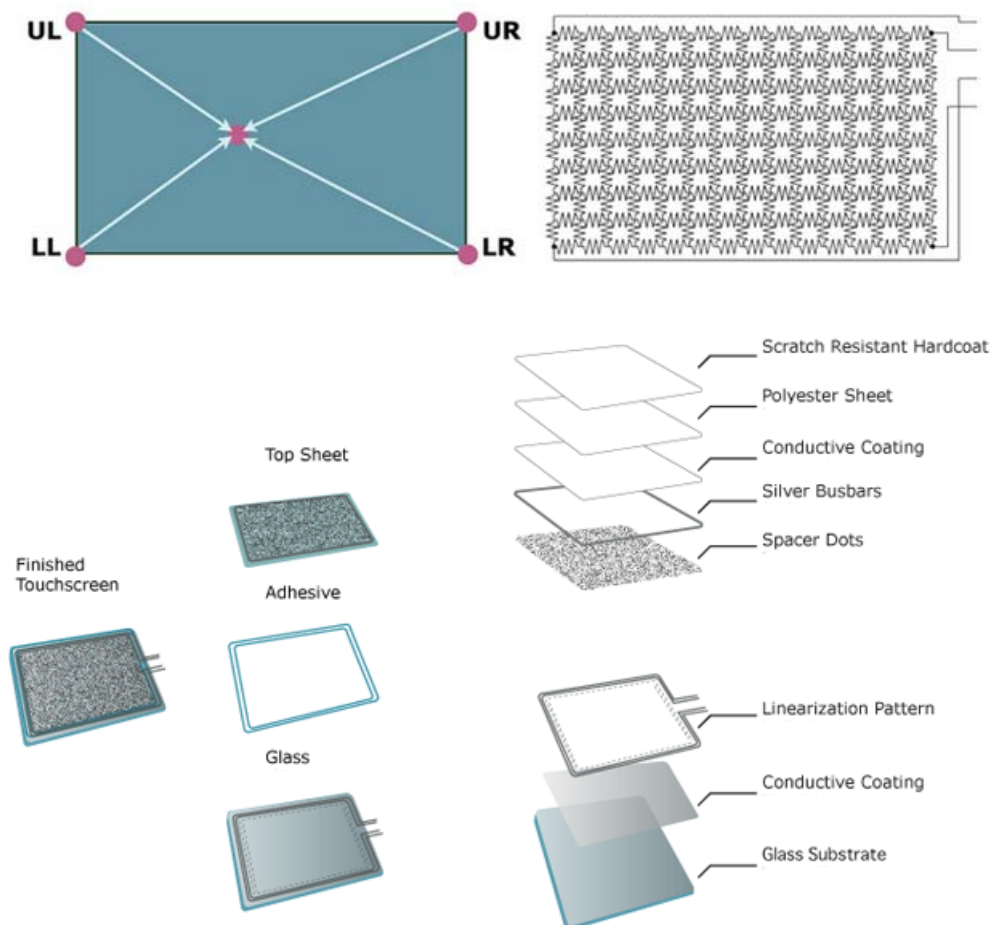 UL
UR
LL
LR
Scratch Resistant Hardcoat
Polyester Sheet
Conductive Coating
Silver Busbars
Spacer Dots
Top Sheet
Finished
Touchscreen
Adhesive
Glass
Linearization Pattern
Conductive Coating
Glass Substrate